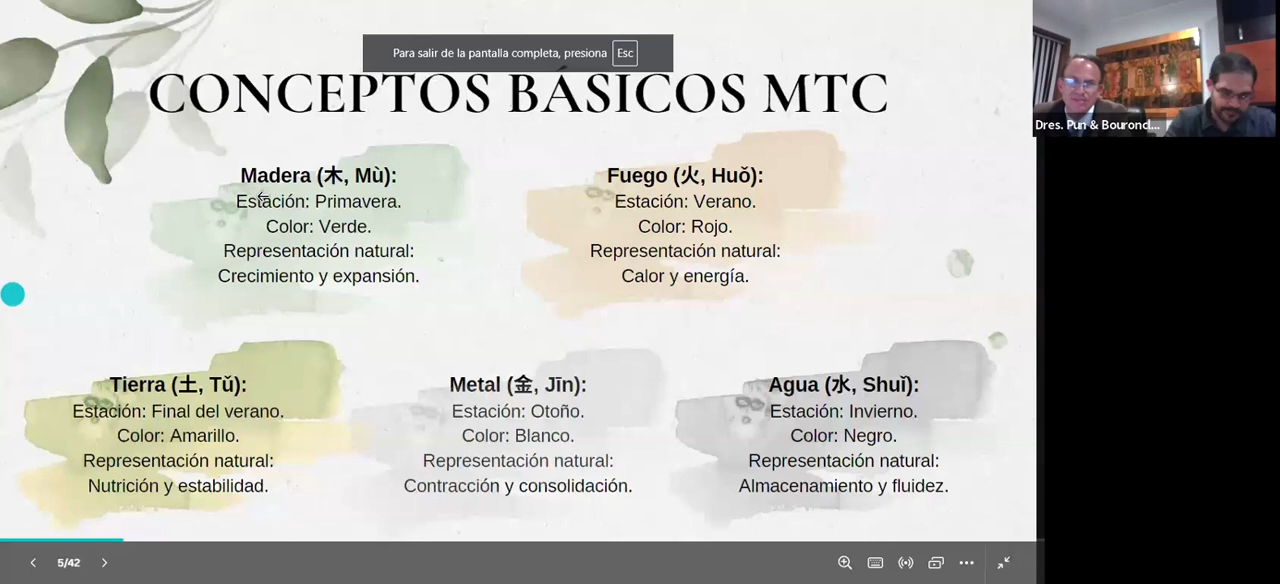 Para salir de la pantalla completa, presiona Esc
CONCEPTOS BÁSICOS MTC
Dres. Pun & Bouroncl...
Madera (木, Mù):
Estación: Primavera.
Color: Verde.
Representación natural:
Crecimiento y expansión.
Fuego (火, Huǒ):
Estación: Verano.
Color: Rojo.
Representación natural:
Calor y energía.
Tierra (土, Tǔ):
Estación: Final del verano.
Color: Amarillo.
Representación natural:
Nutrición y estabilidad.
Metal (金, Jīn):
Estación: Otoño.
Color: Blanco.
Representación natural:
Contracción y consolidación.
Agua (水, Shuǐ):
Estación: Invierno.
Color: Negro.
Representación natural:
Almacenamiento y fluidez.
5/42